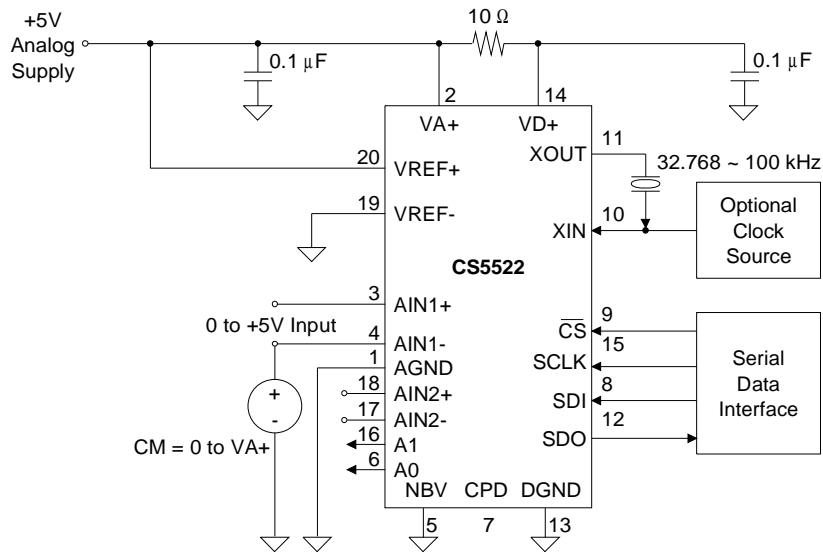 +5V
Analog
Supply
10 Ω
0.1 µF
0.1 µF
2
14
VA+
VD+
11
XOUT
32.768 ~ 100 kHz
20
VREF+
19
VREF-
10
XIN
Optional
Clock
Source
CS5522
3
AIN1+
0 to +5V Input
4
AIN1-
1
AGND
18
AIN2+
17
AIN2-
16
A1
6
A0
+
-
CM = 0 to VA+
9
CS
15
SCLK
8
SDI
12
SDO
Serial
Data
Interface
NBV CPD DGND
5 7 13